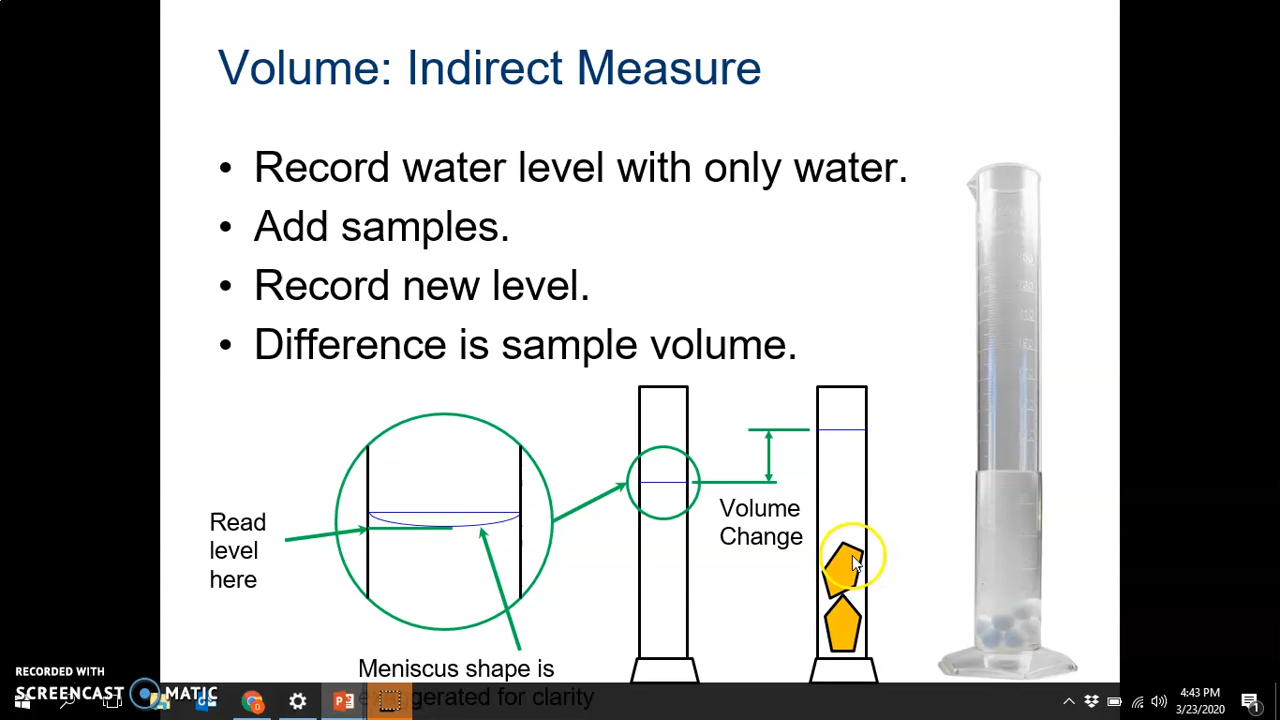 Volume: Indirect Measure
• Record water level with only water.
• Add samples.
• Record new level.
• Difference is sample volume.
Read
level
here
Volume
Change
Meniscus shape is
exaggerated for clarity
RECORDED WITH
SCREENCAST MATIC
4:43 PM
3/23/2020